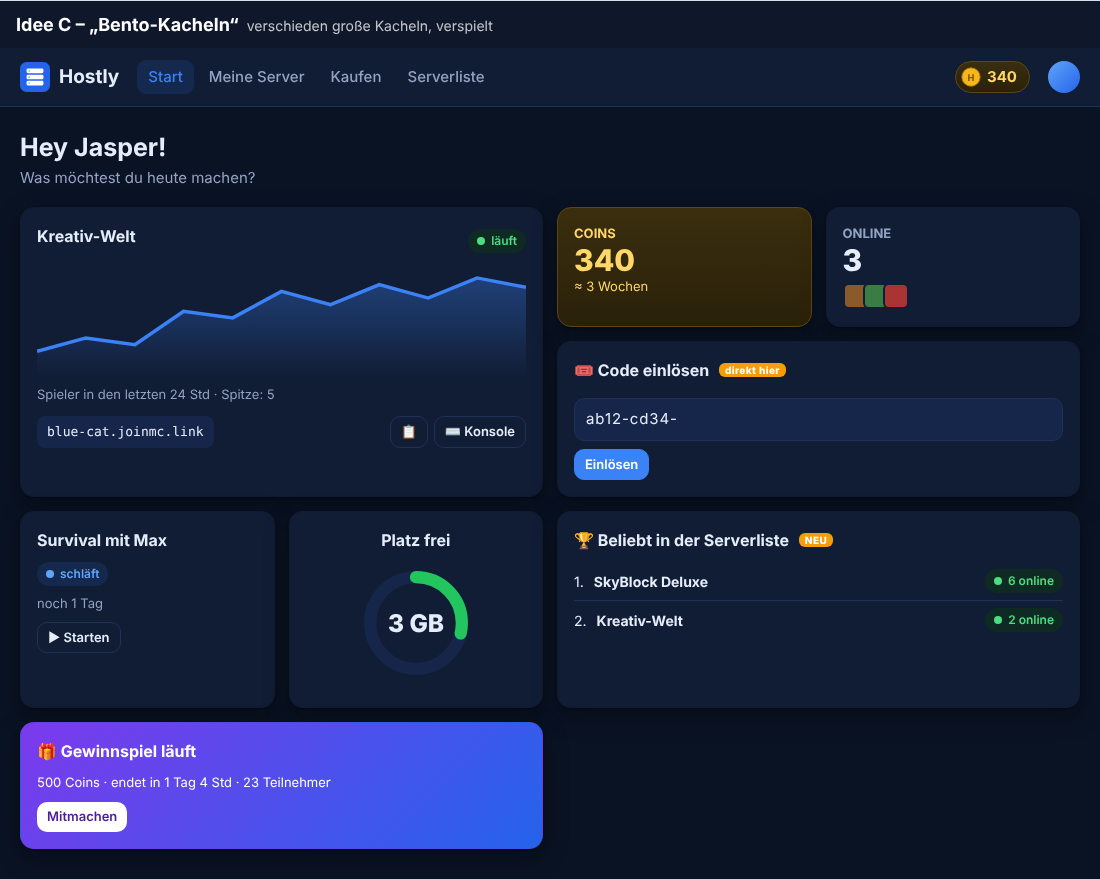 Idee C – „Bento-Kacheln“ verschieden große Kacheln, verspielt
Hostly Start Meine Server Kaufen Serverliste H 340
Hey Jasper!
Was möchtest du heute machen?
Kreativ-Welt
läuft
Spieler in den letzten 24 Std · Spitze: 5
blue-cat.joinmc.link
Konsole
COINS
340
≈ 3 Wochen
ONLINE
3
Code einlösen direkt hier
ab12-cd34-
Einlösen
Survival mit Max
schläft
noch 1 Tag
Starten
Platz frei
3 GB
Beliebt in der Serverliste NEU
1. SkyBlock Deluxe 6 online
2. Kreativ-Welt 2 online
Gewinnspiel läuft
500 Coins · endet in 1 Tag 4 Std · 23 Teilnehmer
Mitmachen